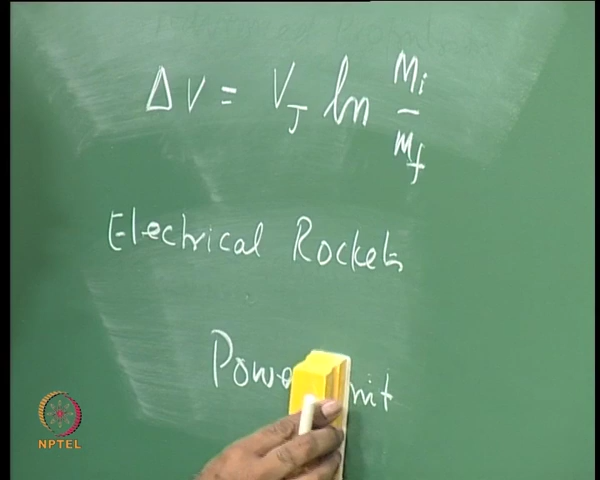 ΔV = V_J ln M_i / M_f
Electrical Rockets
NPTEL